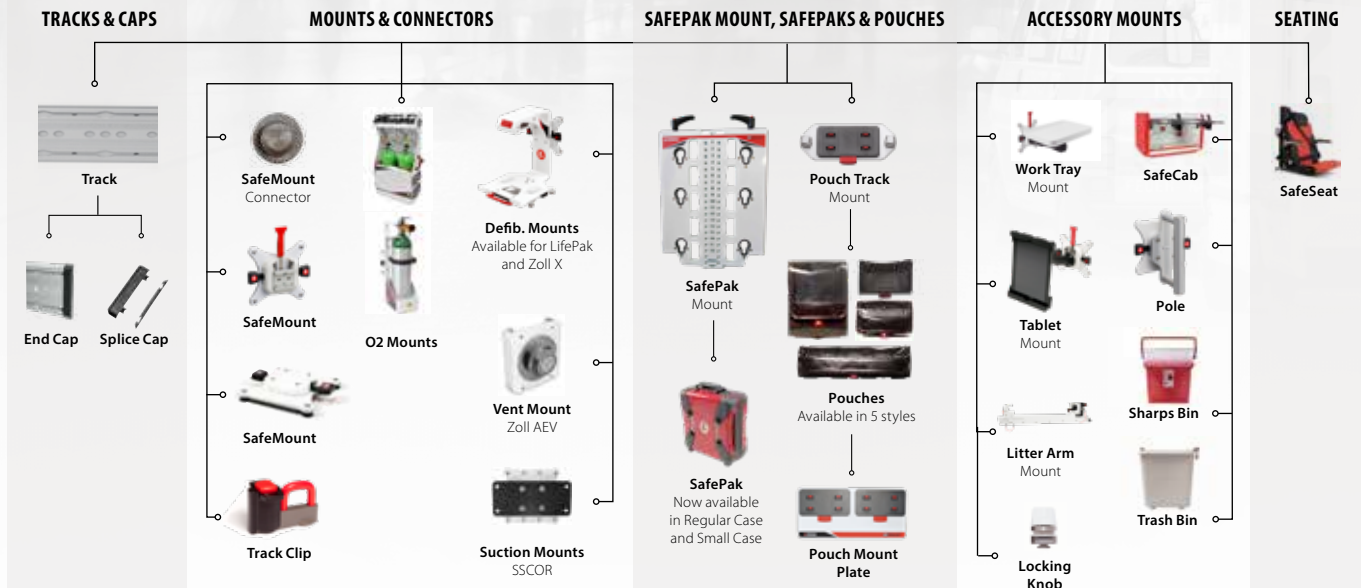 TRACKS & CAPS
MOUNTS & CONNECTORS
SAFEPAK MOUNT, SAFEPAKS & POUCHES
ACCESSORY MOUNTS
SEATING
Track
End Cap
Splice Cap
SafeMount
Connector
SafeMount
SafeMount
Track Clip
O2 Mounts
Defib. Mounts
Available for LifePak
and Zoll X
Vent Mount
Zoll AEV
Suction Mounts
SSCOR
SafePak
Mount
SafePak
Now available
in Regular Case
and Small Case
Pouch Track
Mount
Pouches
Available in 5 styles
Pouch Mount
Plate
Work Tray
Mount
Tablet
Mount
Litter Arm
Mount
Locking
Knob
SafeCab
Pole
Sharps Bin
Trash Bin
SafeSeat